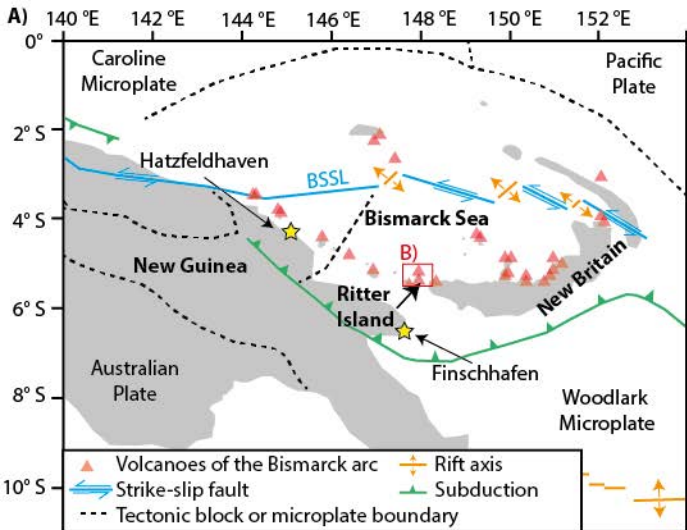 A)
140 °E 142 °E 144 °E 146 °E 148 °E 150 °E 152 °E
0°
Caroline
Microplate
Pacific
Plate
2° S
Hatzfeldhaven
BSSL
4° S
Bismarck Sea
B)
New Guinea
New Britain
Ritter
Island
6° S
Finschhafen
Australian
Plate
8° S
Woodlark
Microplate
Volcanoes of the Bismarck arc
Rift axis
10° S
Strike-slip fault
Subduction
Tectonic block or microplate boundary